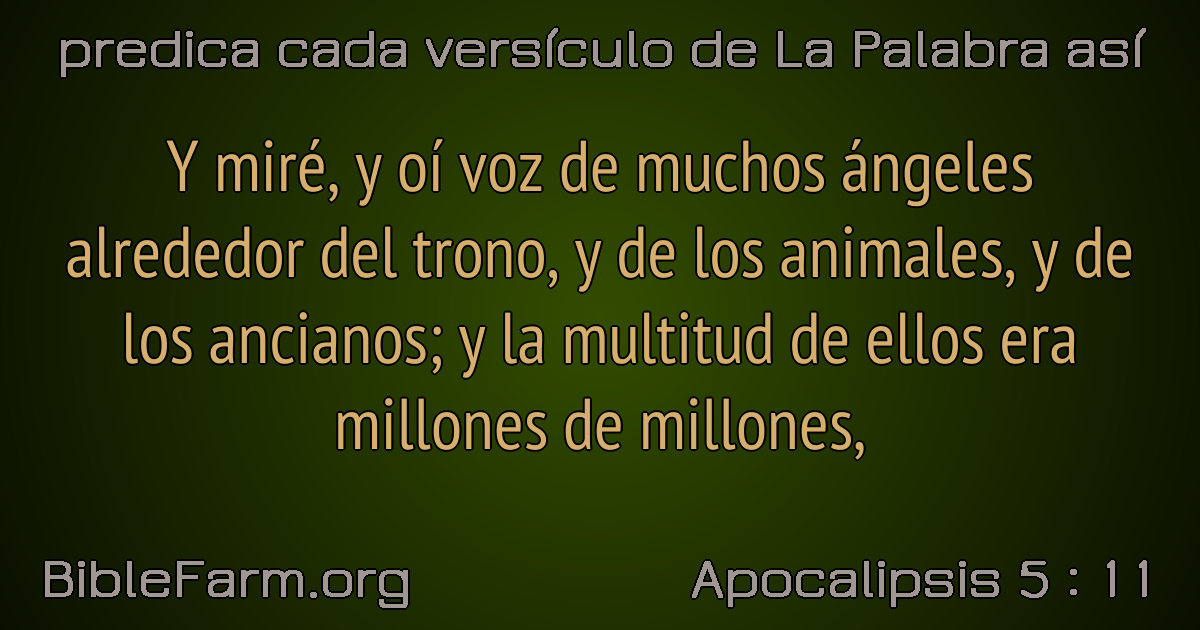 predica cada versículo de La Palabra así
Y miré, y oí voz de muchos ángeles
alrededor del trono, y de los animales, y de
los ancianos; y la multitud de ellos era
millones de millones,
BibleFarm.org
Apocalipsis 5 : 11